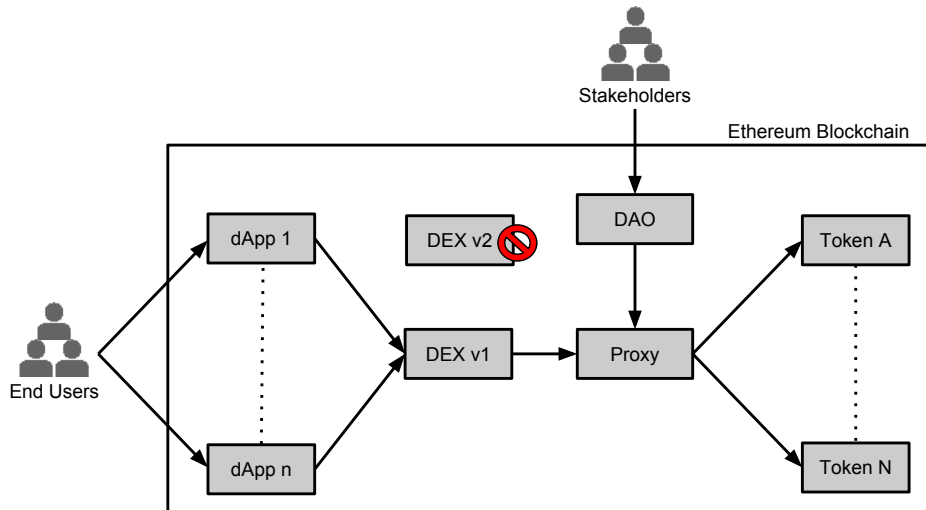 Stakeholders
Ethereum Blockchain
dApp 1
DEX v2
DAO
Token A
End Users
DEX v1
Proxy
dApp n
Token N